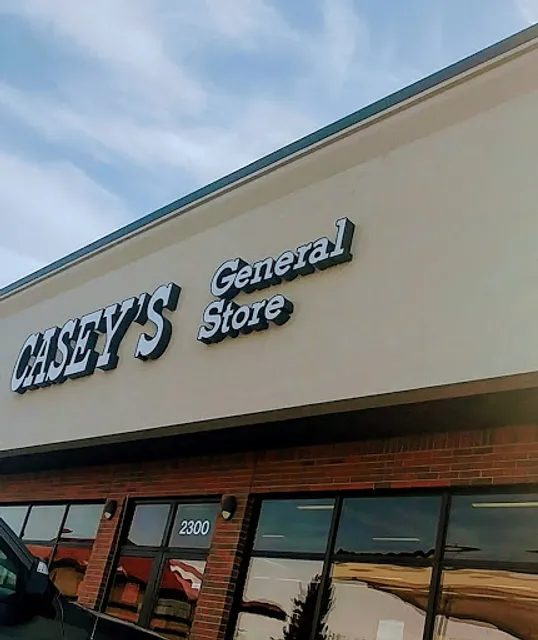 CASEY'S
General
Store
2300